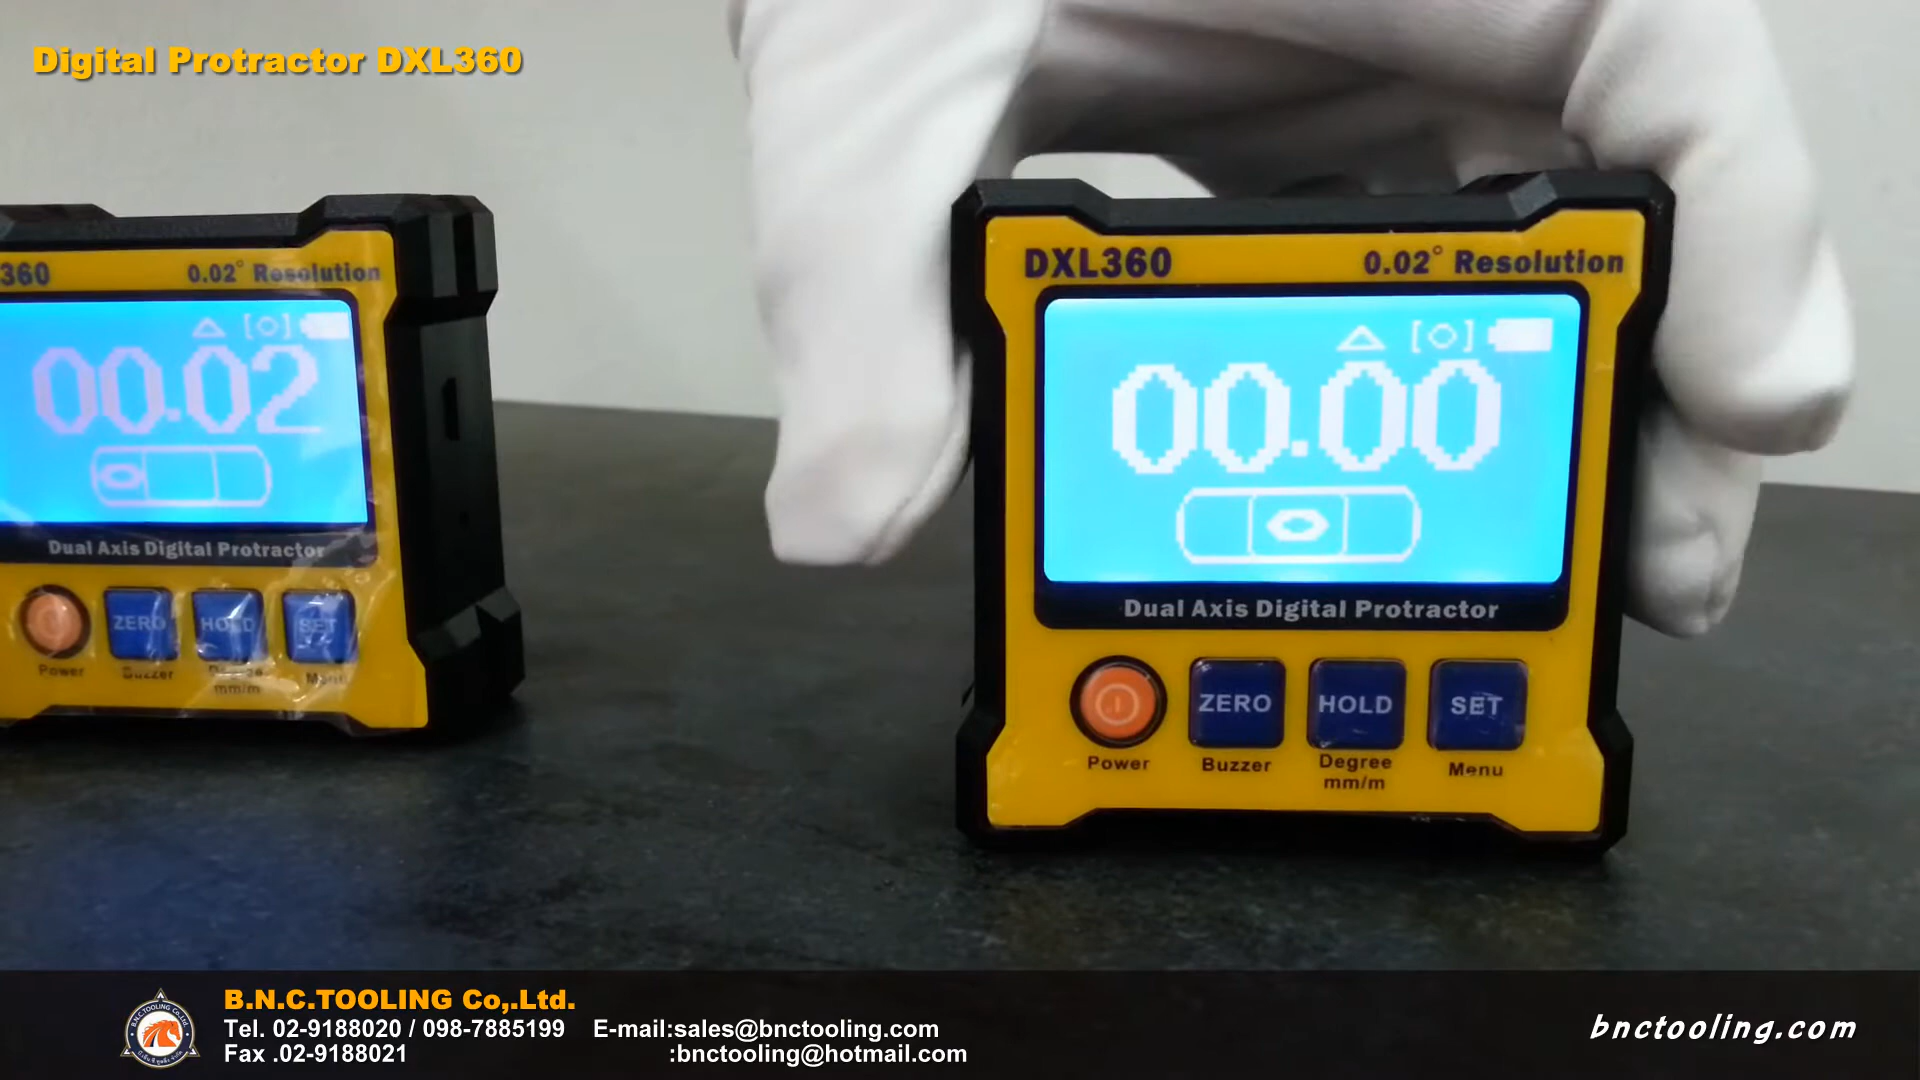 Digital Protractor DXL360
360 0.02° Resolution
00.02
Dual Axis Digital Protractor
ZERO HOLD SET
Power Buzzer Degree Menu
mm/m
DXL360 0.02° Resolution
00.00
Dual Axis Digital Protractor
ZERO HOLD SET
Power Buzzer Degree Menu
mm/m
B.N.C.TOOLING Co,.Ltd.
Tel. 02-9188020 / 098-7885199 E-mail:sales@bnctooling.com
Fax .02-9188021 :bnctooling@hotmail.com
bnctooling.com